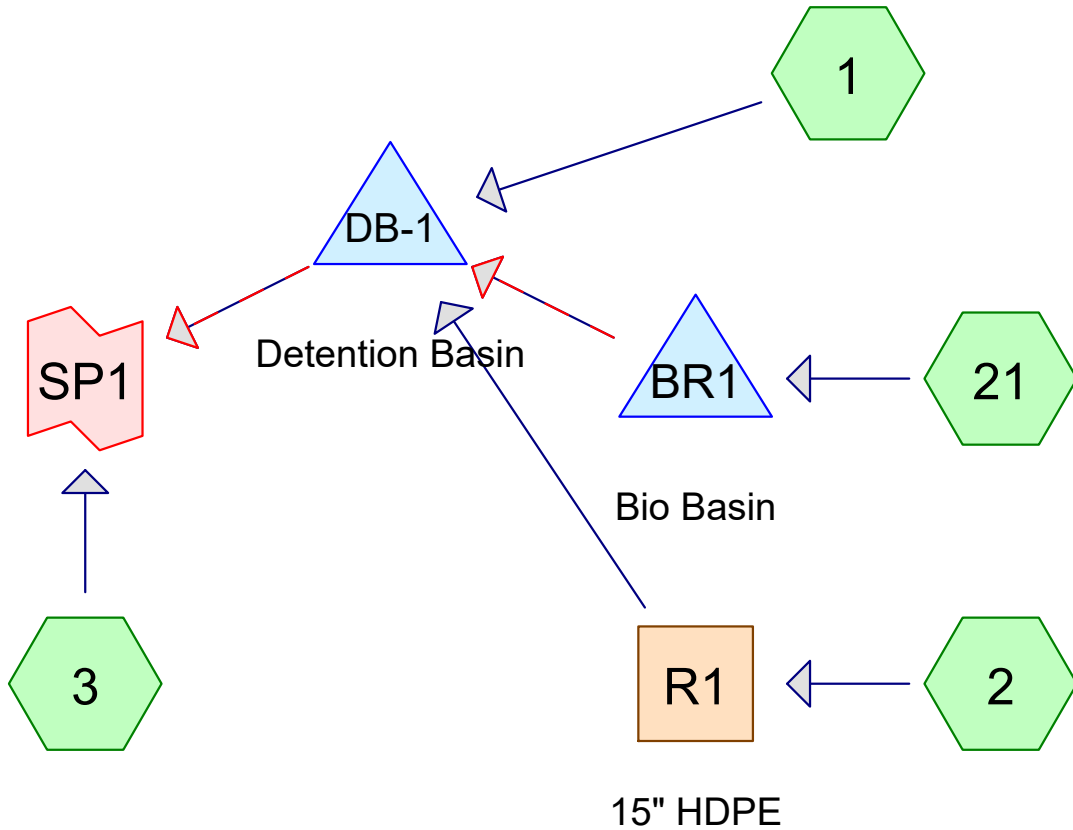 1
DB-1
Detention Basin
SP1
BR1
21
Bio Basin
3
R1
2
15" HDPE